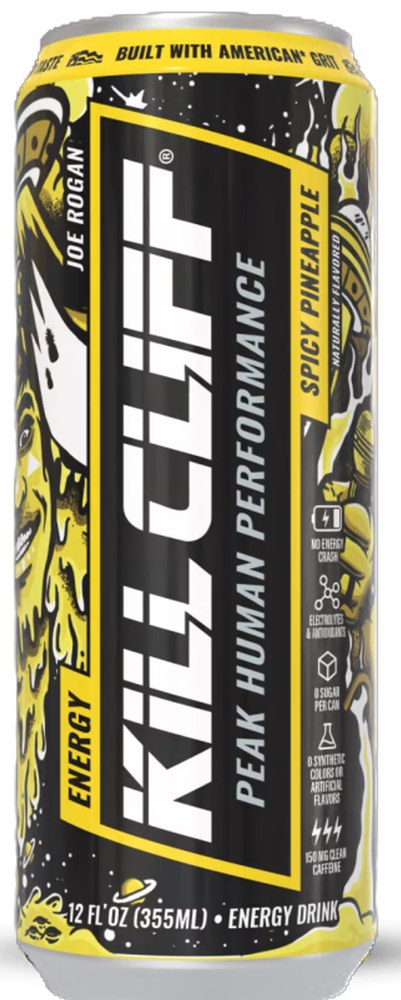 TASTE
BUILT WITH AMERICAN* GRIT
JOE ROGAN
ENERGY
KILL CLIFF®
PEAK HUMAN PERFORMANCE
SPICY PINEAPPLE
NATURALLY FLAVORED
NO ENERGY
CRASH
ELECTROLYTES
& ANTIOXIDANTS
0 SUGAR
PER CAN
0 SYNTHETIC
COLORS OR
ARTIFICIAL
FLAVORS
150 MG CLEAN
CAFFEINE
12 FL OZ (355ML) • ENERGY DRINK